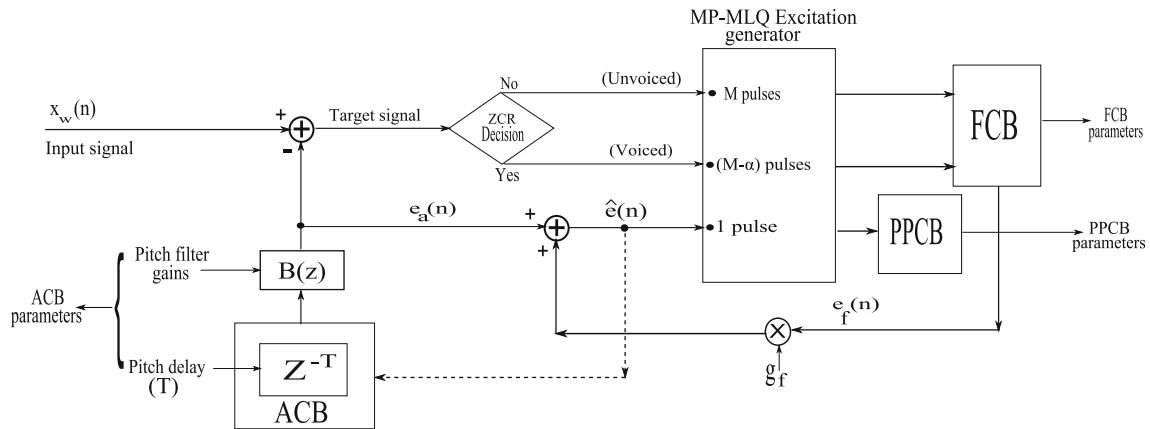 MP-MLQ Excitation
generator
x_w(n)
Input signal
+
+
-
Target signal
ZCR
Decision
No
Yes
(Unvoiced)
(Voiced)
M pulses
(M-α) pulses
1 pulse
FCB
FCB
parameters
PPCB
PPCB
parameters
e_a(n)
+
+
+
ê(n)
e_f(n)
X
g_f
Pitch filter
gains
B(z)
ACB
parameters
Pitch delay
(T)
Z^-T
ACB